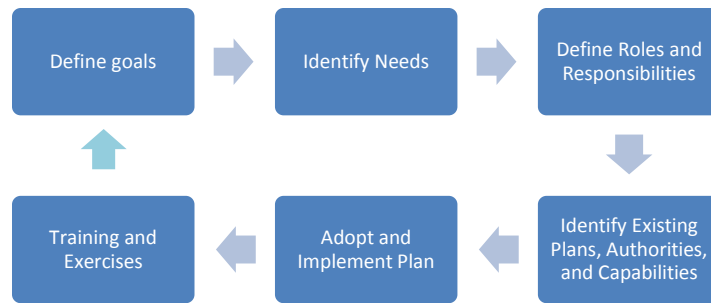 Define goals
Identify Needs
Define Roles and
Responsibilities
Identify Existing
Plans, Authorities,
and Capabilities
Adopt and
Implement Plan
Training and
Exercises